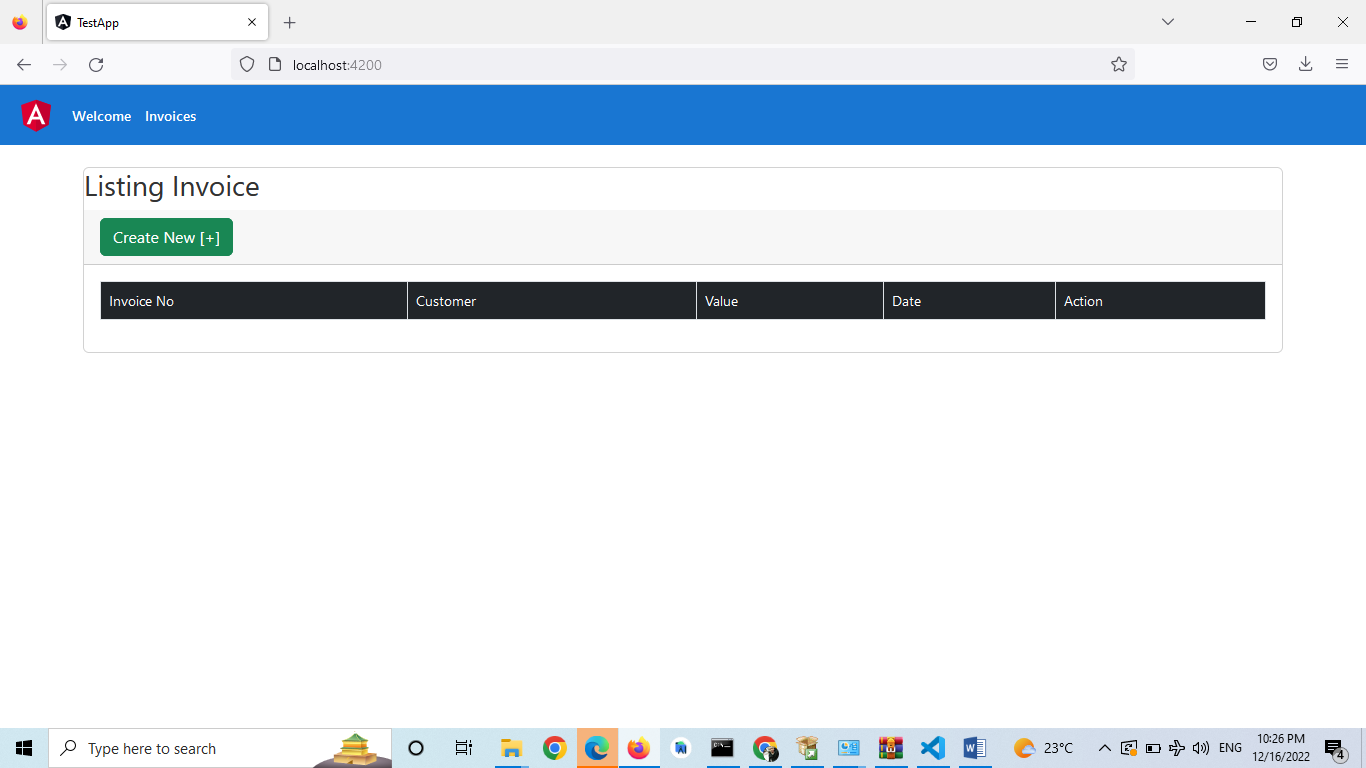 TestApp
localhost:4200
A
Welcome Invoices
Listing Invoice
Create New [+]
Invoice No Customer Value Date Action
Type here to search
W
23°C
ENG
10:26 PM
12/16/2022
4